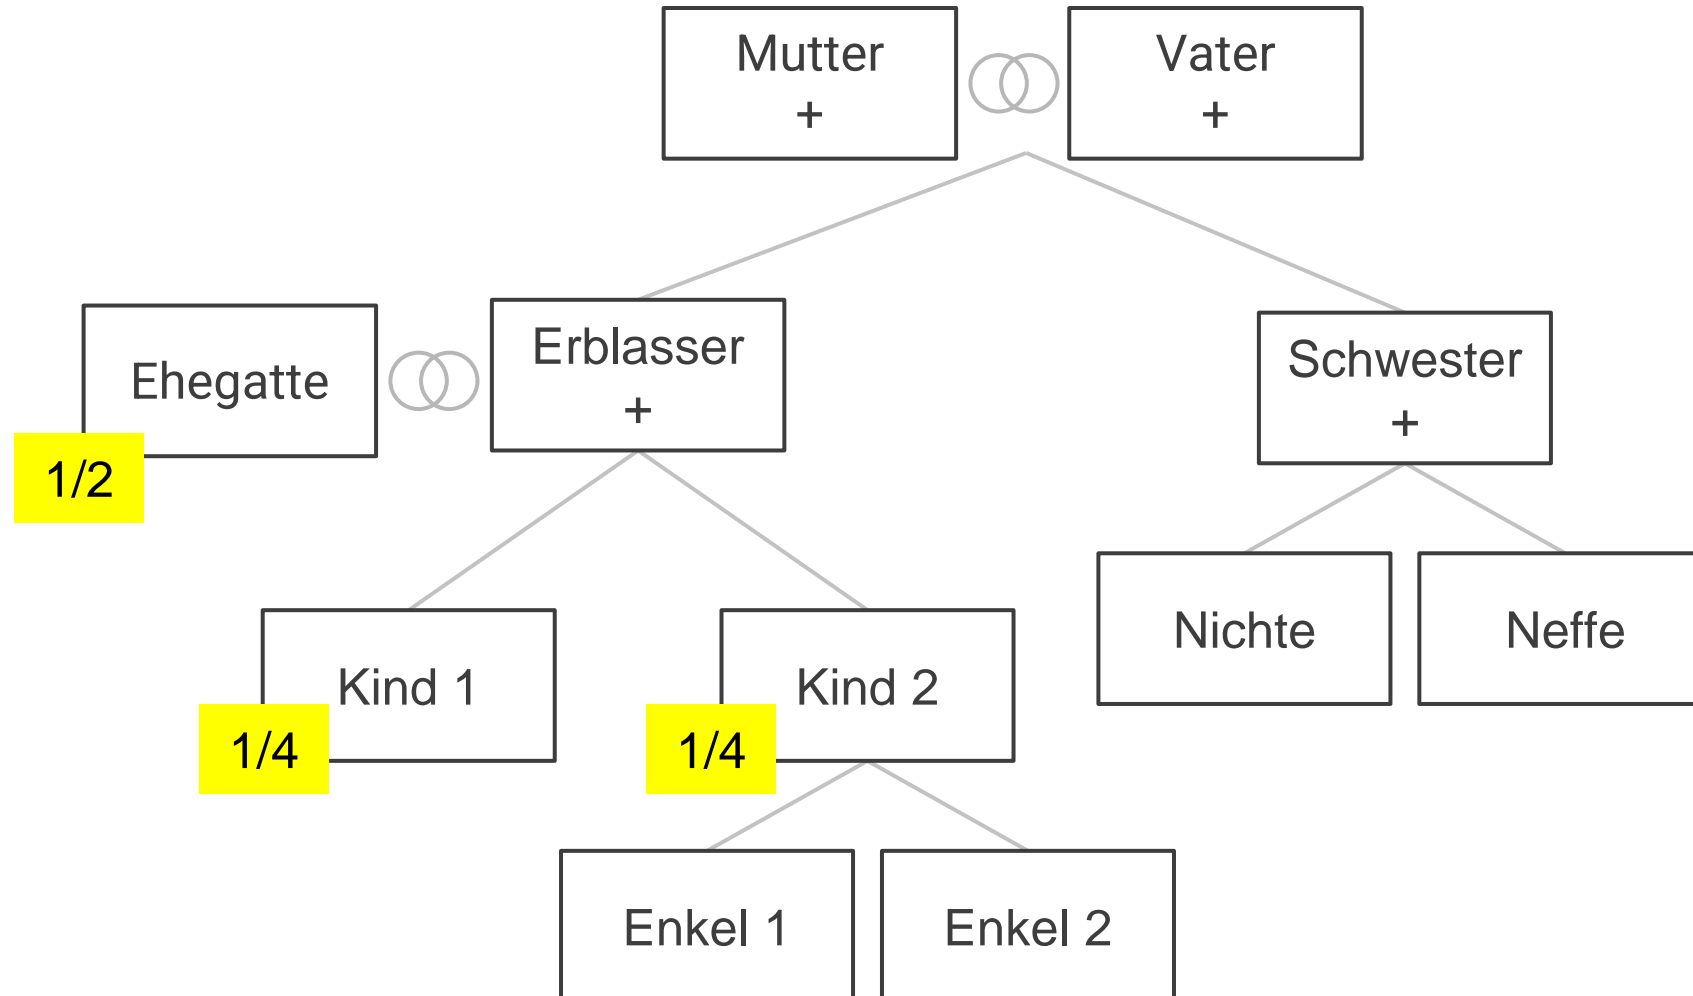 Mutter
+
Vater
+
Ehegatte
1/2
Erblasser
+
Schwester
+
Kind 1
1/4
Kind 2
1/4
Nichte
Neffe
Enkel 1
Enkel 2